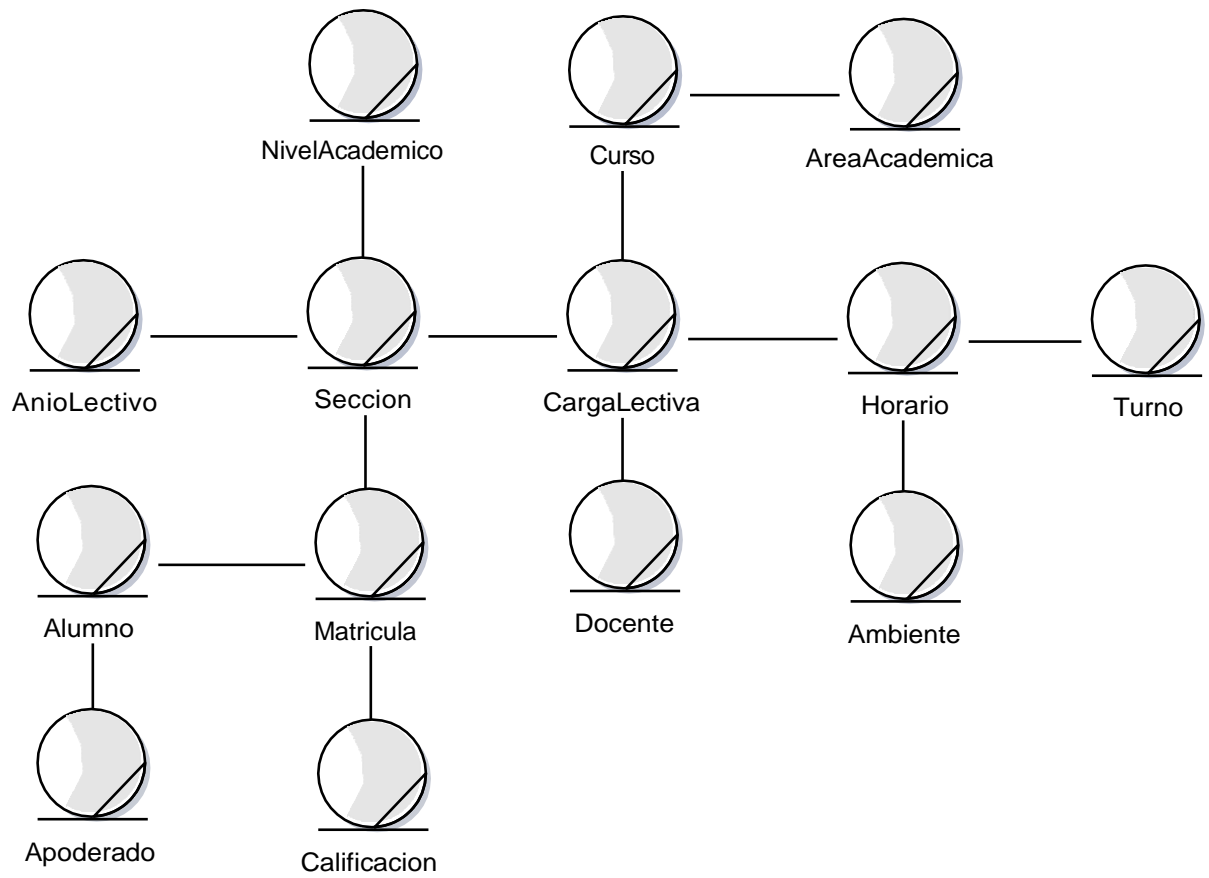 NivelAcademico
Curso
AreaAcademica
AnioLectivo
Seccion
CargaLectiva
Horario
Turno
Alumno
Matricula
Docente
Ambiente
Apoderado
Calificacion